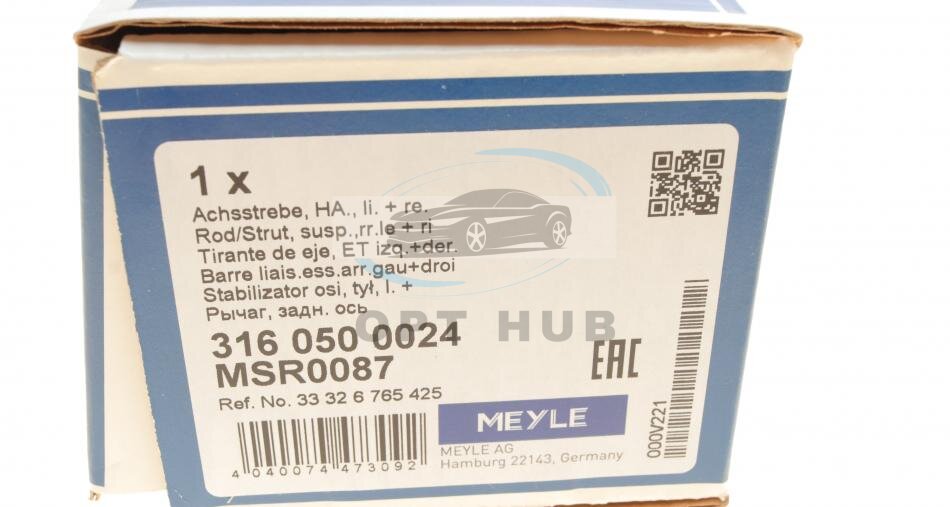 1 x
Achsstrebe, HA., li. + re.
Rod/Strut, susp.,rr.le + ri
Tirante de eje, ET izq.+der.
Barre liais.ess.arr.gau+droi
Stabilizator osi, tył, l. +
Рычаг, задн. ось
OPT HUB
316 050 0024
MSR0087
EAC
Ref. No. 33 32 6 765 425
MEYLE
MEYLE AG
Hamburg 22143, Germany
4 040074 473092
000V221